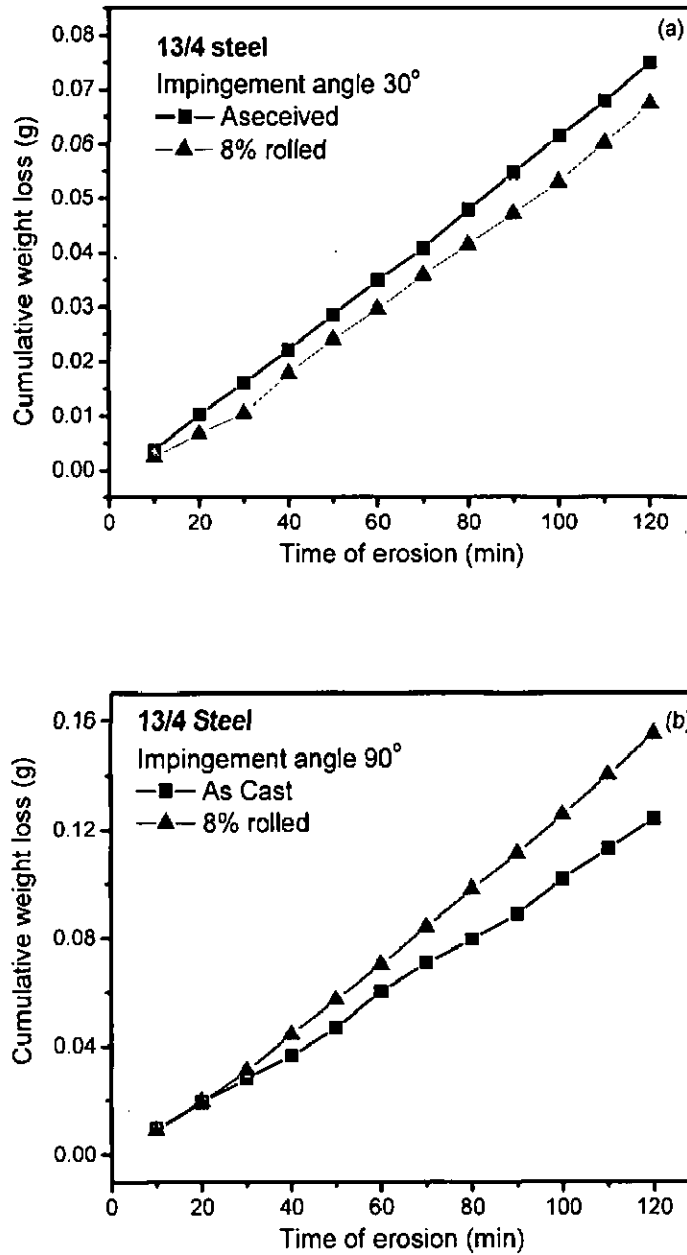 (a)
13/4 steel
Impingement angle 30°
Aseceived
8% rolled
Cumulative weight loss (g)
0.08
0.07
0.06
0.05
0.04
0.03
0.02
0.01
0.00
0 20 40 60 80 100 120
Time of erosion (min)
(b)
13/4 Steel
Impingement angle 90°
As Cast
8% rolled
Cumulative weight loss (g)
0.16
0.12
0.08
0.04
0.00
0 20 40 60 80 100 120
Time of erosion (min)